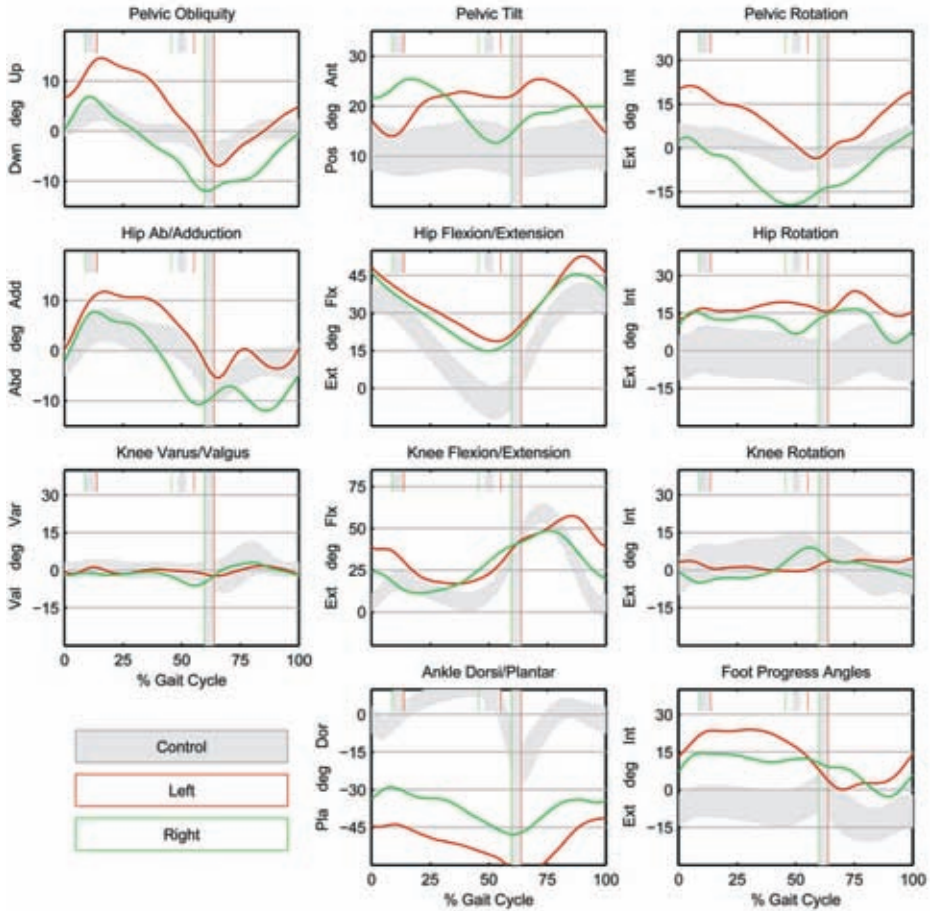 Pelvic Obliquity
Pelvic Tilt
Pelvic Rotation
Dwn deg Up
10
0
−10
Pos deg Ant
30
20
10
Ext deg Int
30
15
0
−15
Hip Ab/Adduction
Hip Flexion/Extension
Hip Rotation
Abd deg Add
10
0
−10
Ext deg Flx
45
30
15
0
Ext deg Int
30
15
0
−15
Knee Varus/Valgus
Knee Flexion/Extension
Knee Rotation
Val deg Var
30
15
0
−15
Ext deg Flx
75
50
25
0
Ext deg Int
30
15
0
−15
0 25 50 75 100
% Gait Cycle
Ankle Dorsi/Plantar
Foot Progress Angles
Pla deg Dor
0
−15
−30
−45
Ext deg Int
30
15
0
−15
0 25 50 75 100
% Gait Cycle
0 25 50 75 100
% Gait Cycle
Control
Left
Right